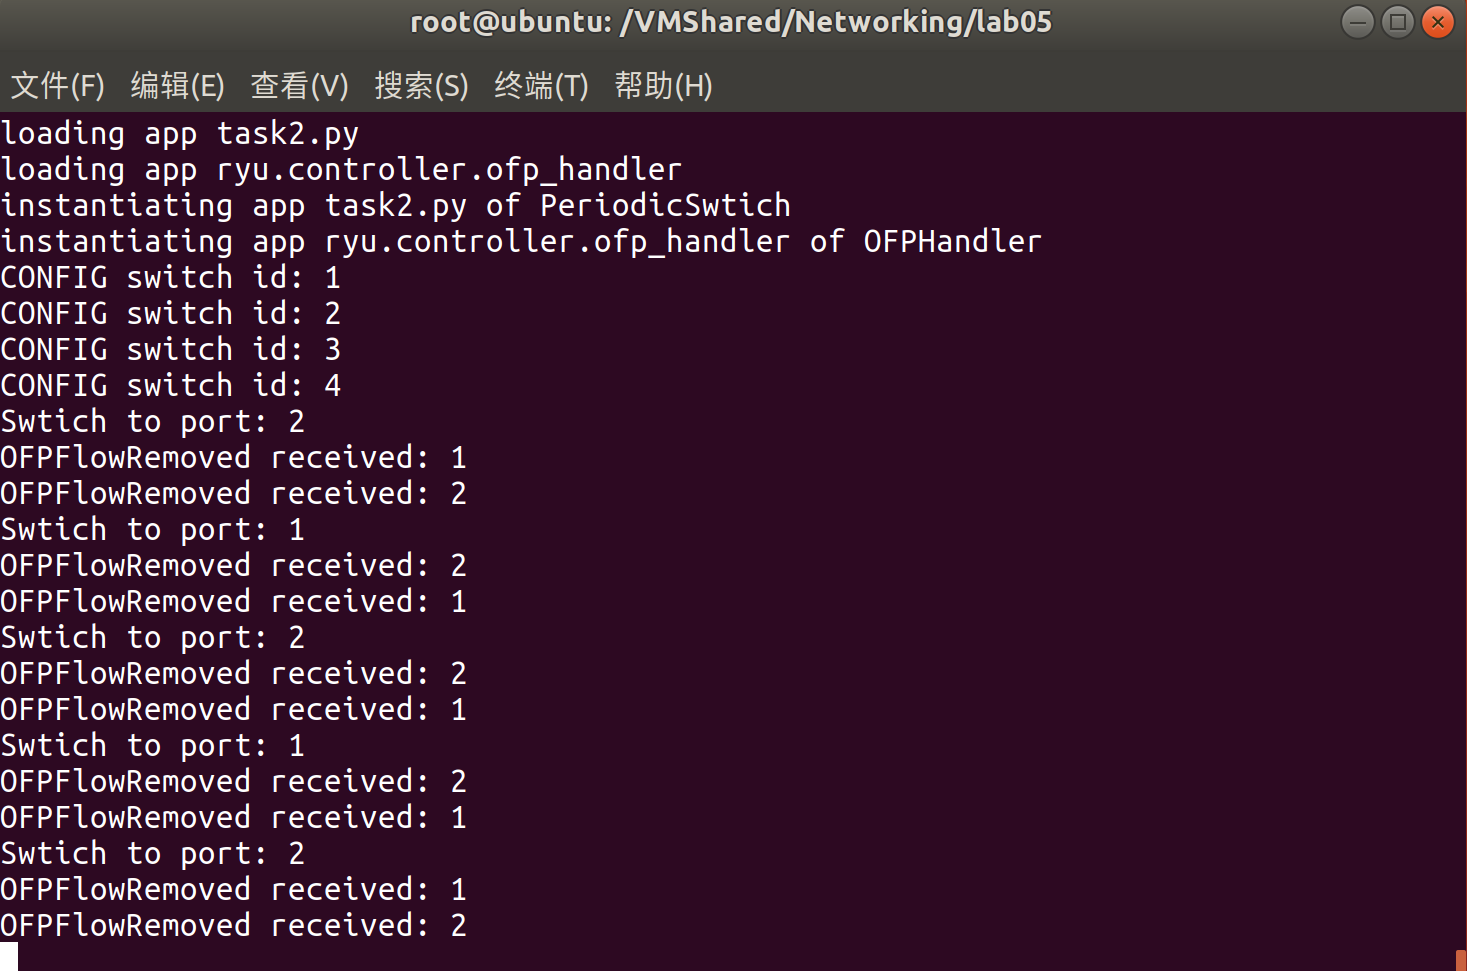 root@ubuntu: /VMShared/Networking/lab05
文件(F) 编辑(E) 查看(V) 搜索(S) 终端(T) 帮助(H)
loading app task2.py
loading app ryu.controller.ofp_handler
instantiating app task2.py of PeriodicSwtich
instantiating app ryu.controller.ofp_handler of OFPHandler
CONFIG switch id: 1
CONFIG switch id: 2
CONFIG switch id: 3
CONFIG switch id: 4
Swtich to port: 2
OFPFlowRemoved received: 1
OFPFlowRemoved received: 2
Swtich to port: 1
OFPFlowRemoved received: 2
OFPFlowRemoved received: 1
Swtich to port: 2
OFPFlowRemoved received: 2
OFPFlowRemoved received: 1
Swtich to port: 1
OFPFlowRemoved received: 2
OFPFlowRemoved received: 1
Swtich to port: 2
OFPFlowRemoved received: 1
OFPFlowRemoved received: 2